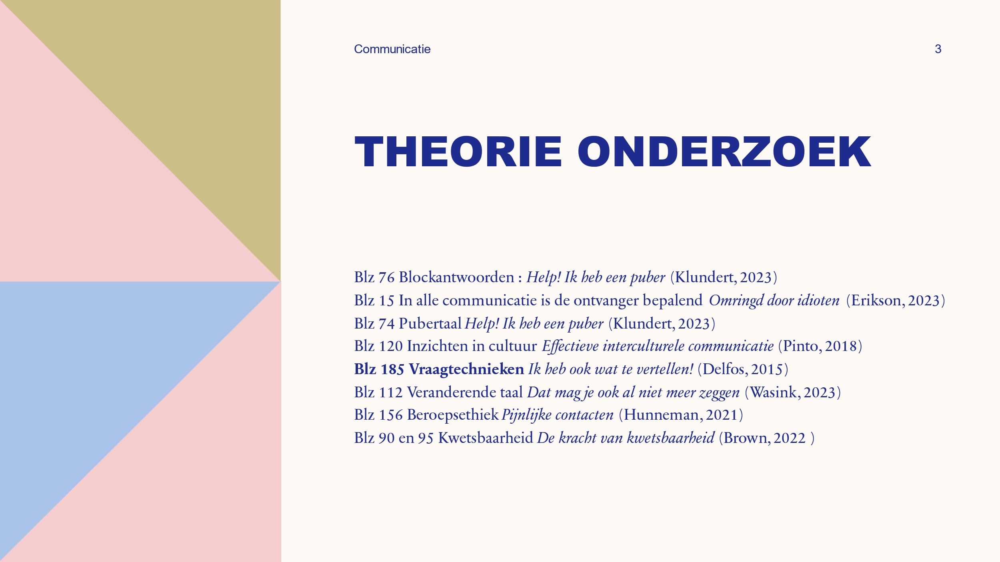 Communicatie
3
THEORIE ONDERZOEK
Blz 76 Blockantwoorden : Help! Ik heb een puber (Klundert, 2023)
Blz 15 In alle communicatie is de ontvanger bepalend Omringd door idioten (Erikson, 2023)
Blz 74 Pubertaal Help! Ik heb een puber (Klundert, 2023)
Blz 120 Inzichten in cultuur Effectieve interculturele communicatie (Pinto, 2018)
Blz 185 Vraagtechnieken Ik heb ook wat te vertellen! (Delfos, 2015)
Blz 112 Veranderende taal Dat mag je ook al niet meer zeggen (Wasink, 2023)
Blz 156 Beroepsethiek Pijnlijke contacten (Hunneman, 2021)
Blz 90 en 95 Kwetsbaarheid De kracht van kwetsbaarheid (Brown, 2022 )